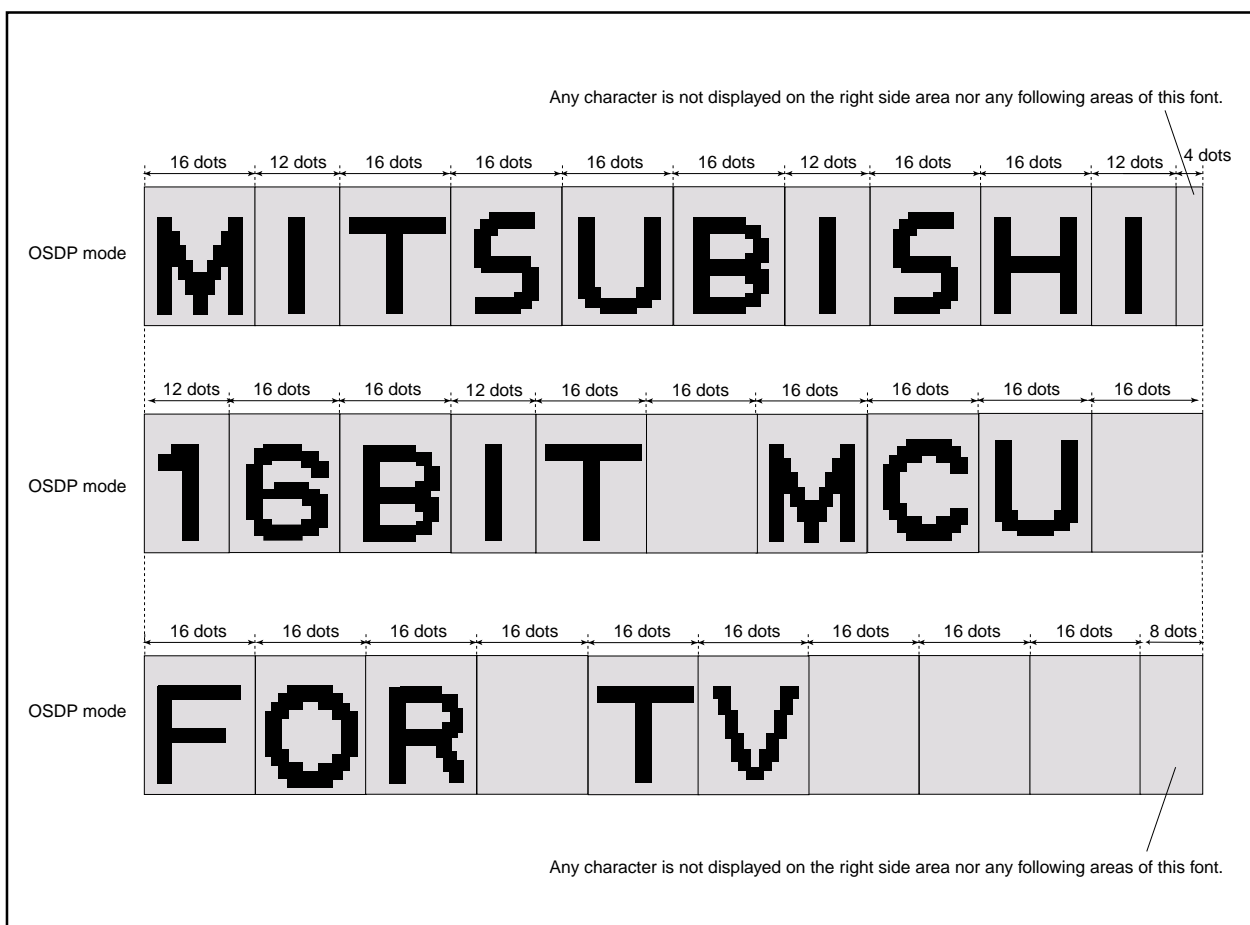 Any character is not displayed on the right side area nor any following areas of this font.
16 dots 12 dots 16 dots 16 dots 16 dots 16 dots 12 dots 16 dots 16 dots 12 dots 4 dots
OSDP mode MITSUBISHI
12 dots 16 dots 16 dots 12 dots 16 dots 16 dots 16 dots 16 dots 16 dots 16 dots
OSDP mode 16BIT MCU
16 dots 16 dots 16 dots 16 dots 16 dots 16 dots 16 dots 16 dots 16 dots 8 dots
OSDP mode FOR TV
Any character is not displayed on the right side area nor any following areas of this font.